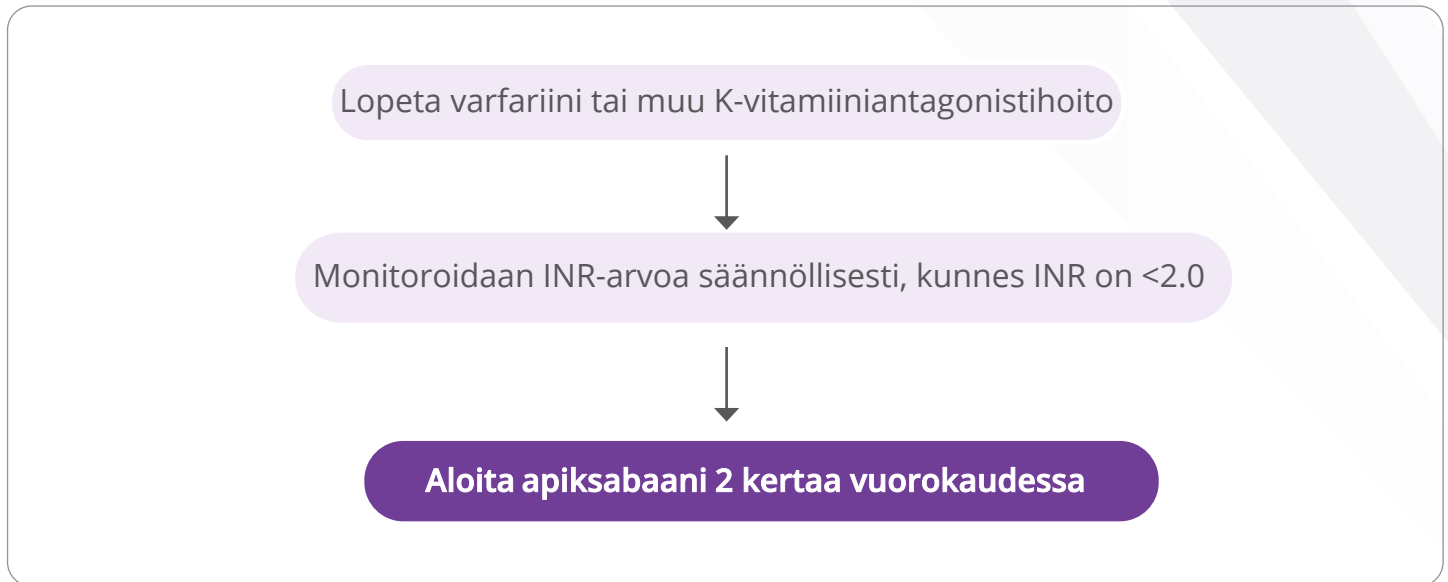 Lopeta varfariini tai muu K-vitamiiniantagonistihoito
Monitoroidaan INR-arvoa säännöllisesti, kunnes INR on <2.0
Aloita apiksabaani 2 kertaa vuorokaudessa